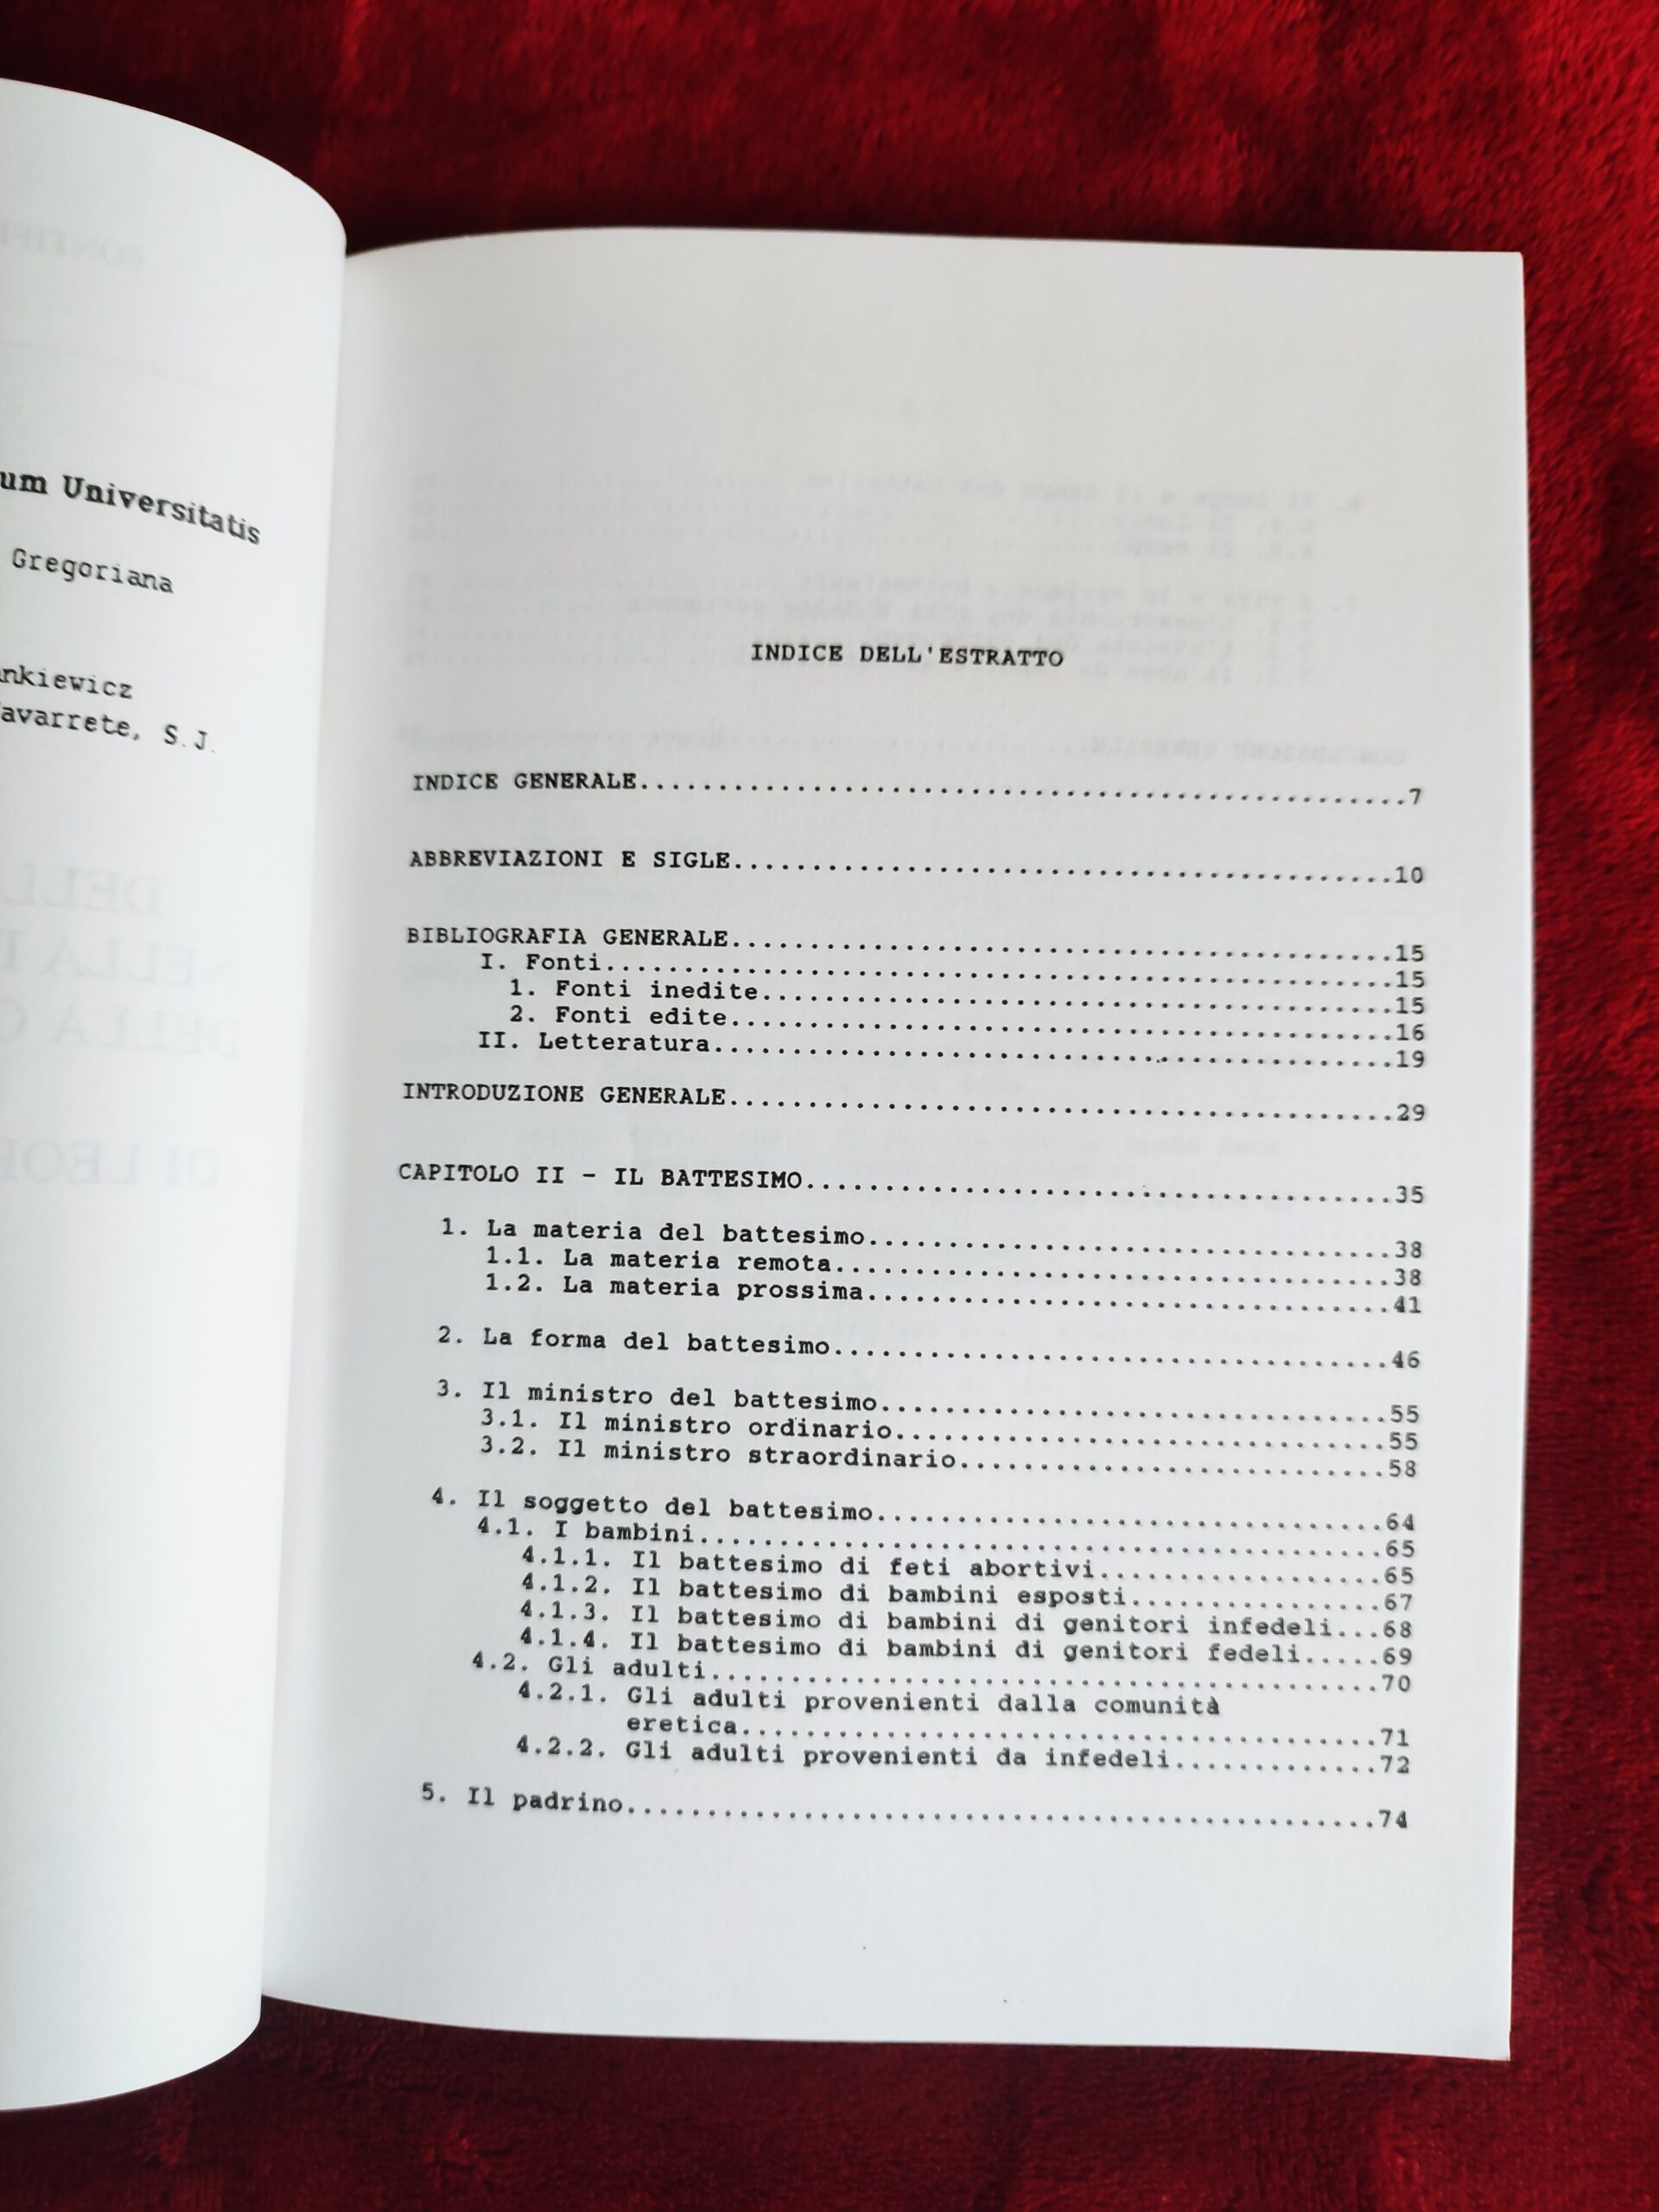 um Universitatis
Gregoriana
nkiewicz
avarrete, S.J.
INDICE DELL'ESTRATTO
INDICE GENERALE................................................7
ABBREVIAZIONI E SIGLE.........................................10
BIBLIOGRAFIA GENERALE.........................................15
I. Fonti.................................................15
1. Fonti inedite.......................................15
2. Fonti edite.........................................16
II. Letteratura..........................................19
INTRODUZIONE GENERALE.........................................29
CAPITOLO II - IL BATTESIMO....................................35
1. La materia del battesimo................................38
1.1. La materia remota..................................38
1.2. La materia prossima................................41
2. La forma del battesimo..................................46
3. Il ministro del battesimo...............................55
3.1. Il ministro ordinario..............................55
3.2. Il ministro straordinario..........................58
4. Il soggetto del battesimo...............................64
4.1. I bambini..........................................65
4.1.1. Il battesimo di feti abortivi..................65
4.1.2. Il battesimo di bambini esposti................67
4.1.3. Il battesimo di bambini di genitori infedeli...68
4.1.4. Il battesimo di bambini di genitori fedeli.....69
4.2. Gli adulti.........................................70
4.2.1. Gli adulti provenienti dalla comunità
eretica........................................71
4.2.2. Gli adulti provenienti da infedeli.............72
5. Il padrino..............................................74